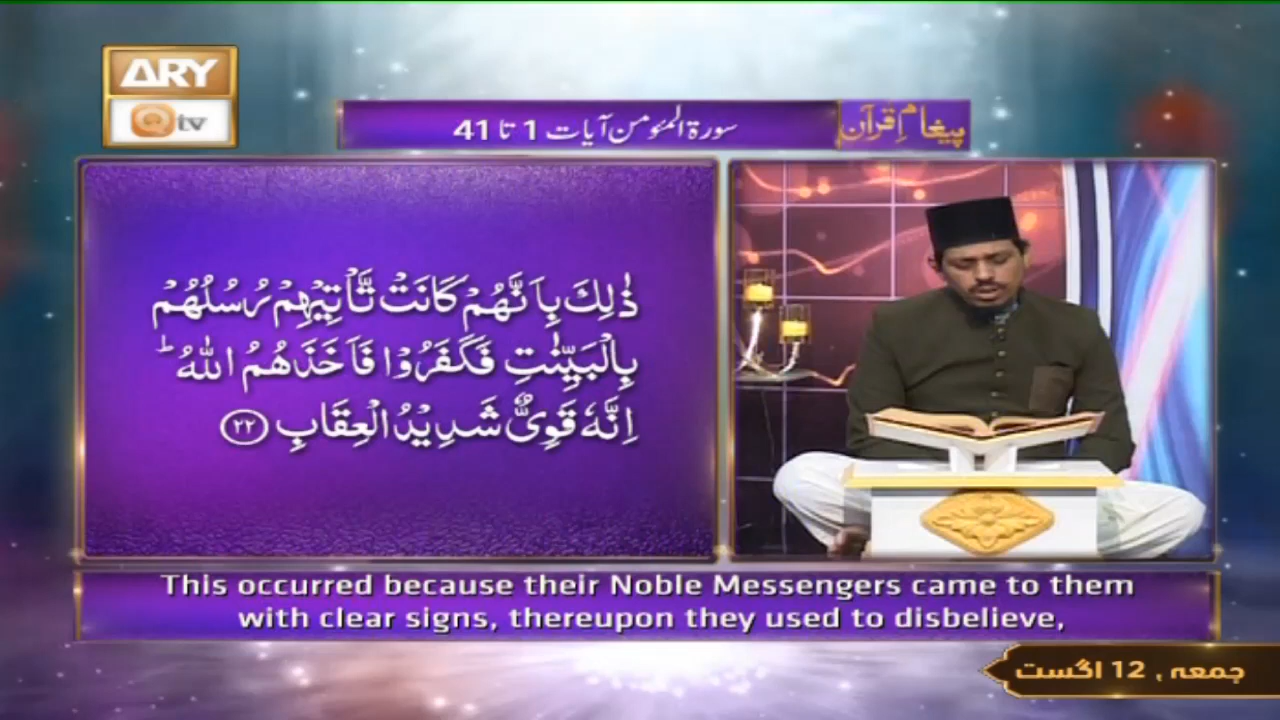 ARY
Qtv
پیغامِ قرآن
سورۃ المؤمن آیات 1 تا 41
ذٰلِكَ بِاَنَّهُمْ كَانَتْ تَّاْتِيْهِمْ رُسُلُهُمْ
بِالْبَيِّنٰتِ فَكَفَرُوْا فَاَخَذَهُمُ اللّٰهُ ؕ
اِنَّهٗ قَوِىٌّ شَدِيْدُ الْعِقَابِ ﴿۲۲﴾
This occurred because their Noble Messengers came to them
with clear signs, thereupon they used to disbelieve,
جمعہ , 12 اگست